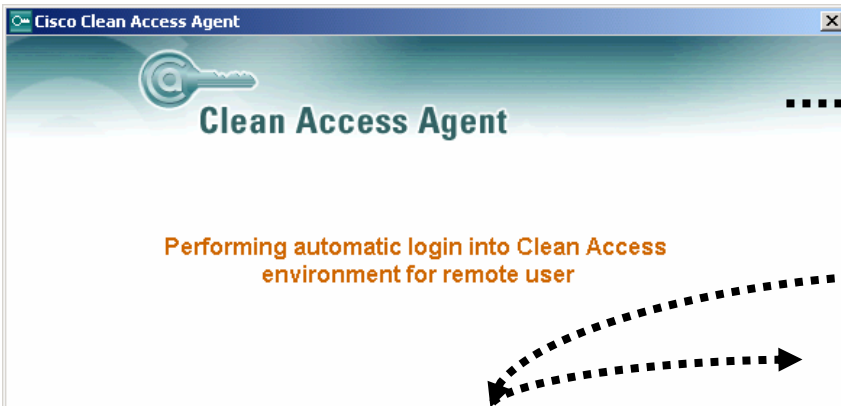 Cisco Clean Access Agent
Clean Access Agent
Performing automatic login into Clean Access
environment for remote user